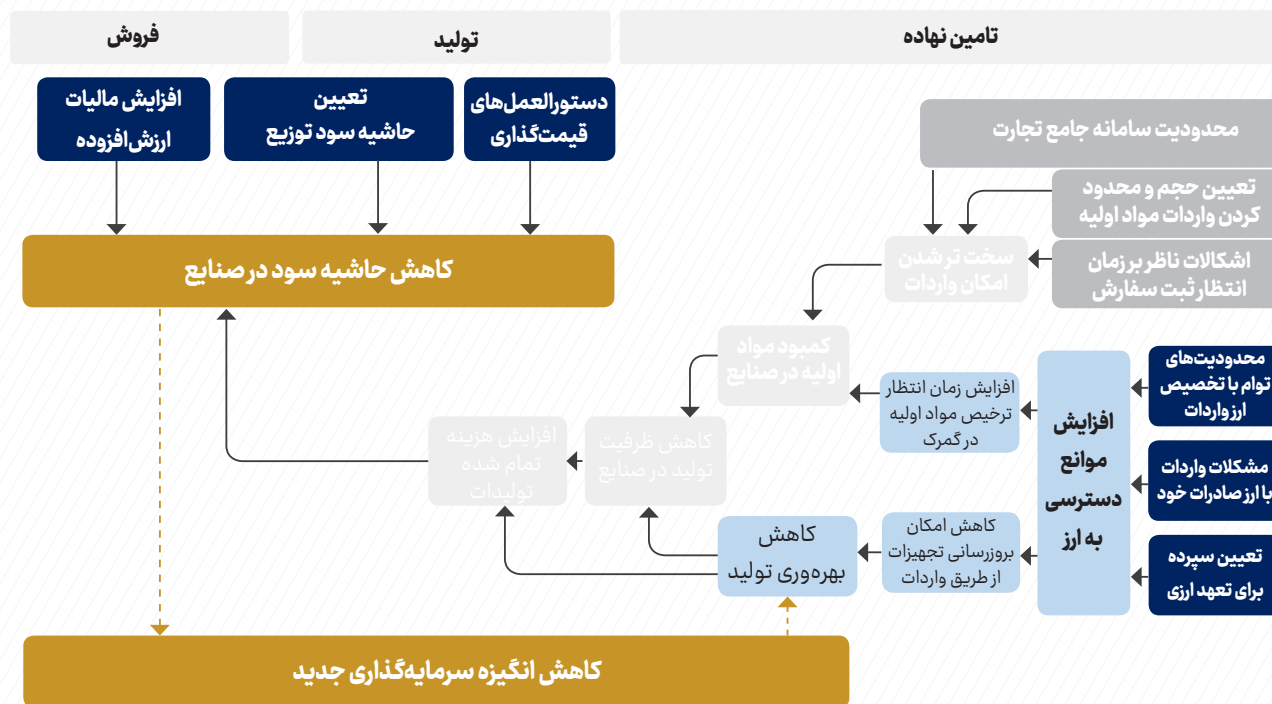 تامین نهاده
تولید
فروش
دستورالعمل‌های
قیمت‌گذاری
تعیین
حاشیه سود توزیع
افزایش مالیات
ارزش‌افزوده
محدودیت سامانه جامع تجارت
تعیین حجم و محدود
کردن واردات مواد اولیه
اشکالات ناظر بر زمان
انتظار ثبت سفارش
سخت تر شدن
امکان واردات
کاهش حاشیه سود در صنایع
کمبود مواد
اولیه در صنایع
محدودیت‌های
توام با تخصیص
ارز واردات
مشکلات واردات
با ارز صادرات خود
تعیین سپرده
برای تعهد ارزی
افزایش
موانع
دسترسی
به ارز
افزایش زمان انتظار
ترخیص مواد اولیه
در گمرک
کاهش امکان
بروزرسانی تجهیزات
از طریق واردات
کاهش ظرفیت
تولید در صنایع
افزایش هزینه
تمام شده
تولیدات
کاهش
بهره‌وری تولید
کاهش انگیزه سرمایه‌گذاری جدید